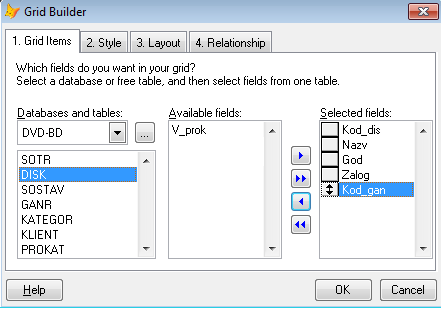 Grid Builder
1. Grid Items
2. Style
3. Layout
4. Relationship
Which fields do you want in your grid?
Select a database or free table, and then select fields from one table.
Databases and tables:
Available fields:
Selected fields:
DVD-BD
...
SOTR
DISK
SOSTAV
GANR
KATEGOR
KLIENT
PROKAT
V_prok
Kod_dis
Nazv
God
Zalog
Kod_gan
Help
OK
Cancel